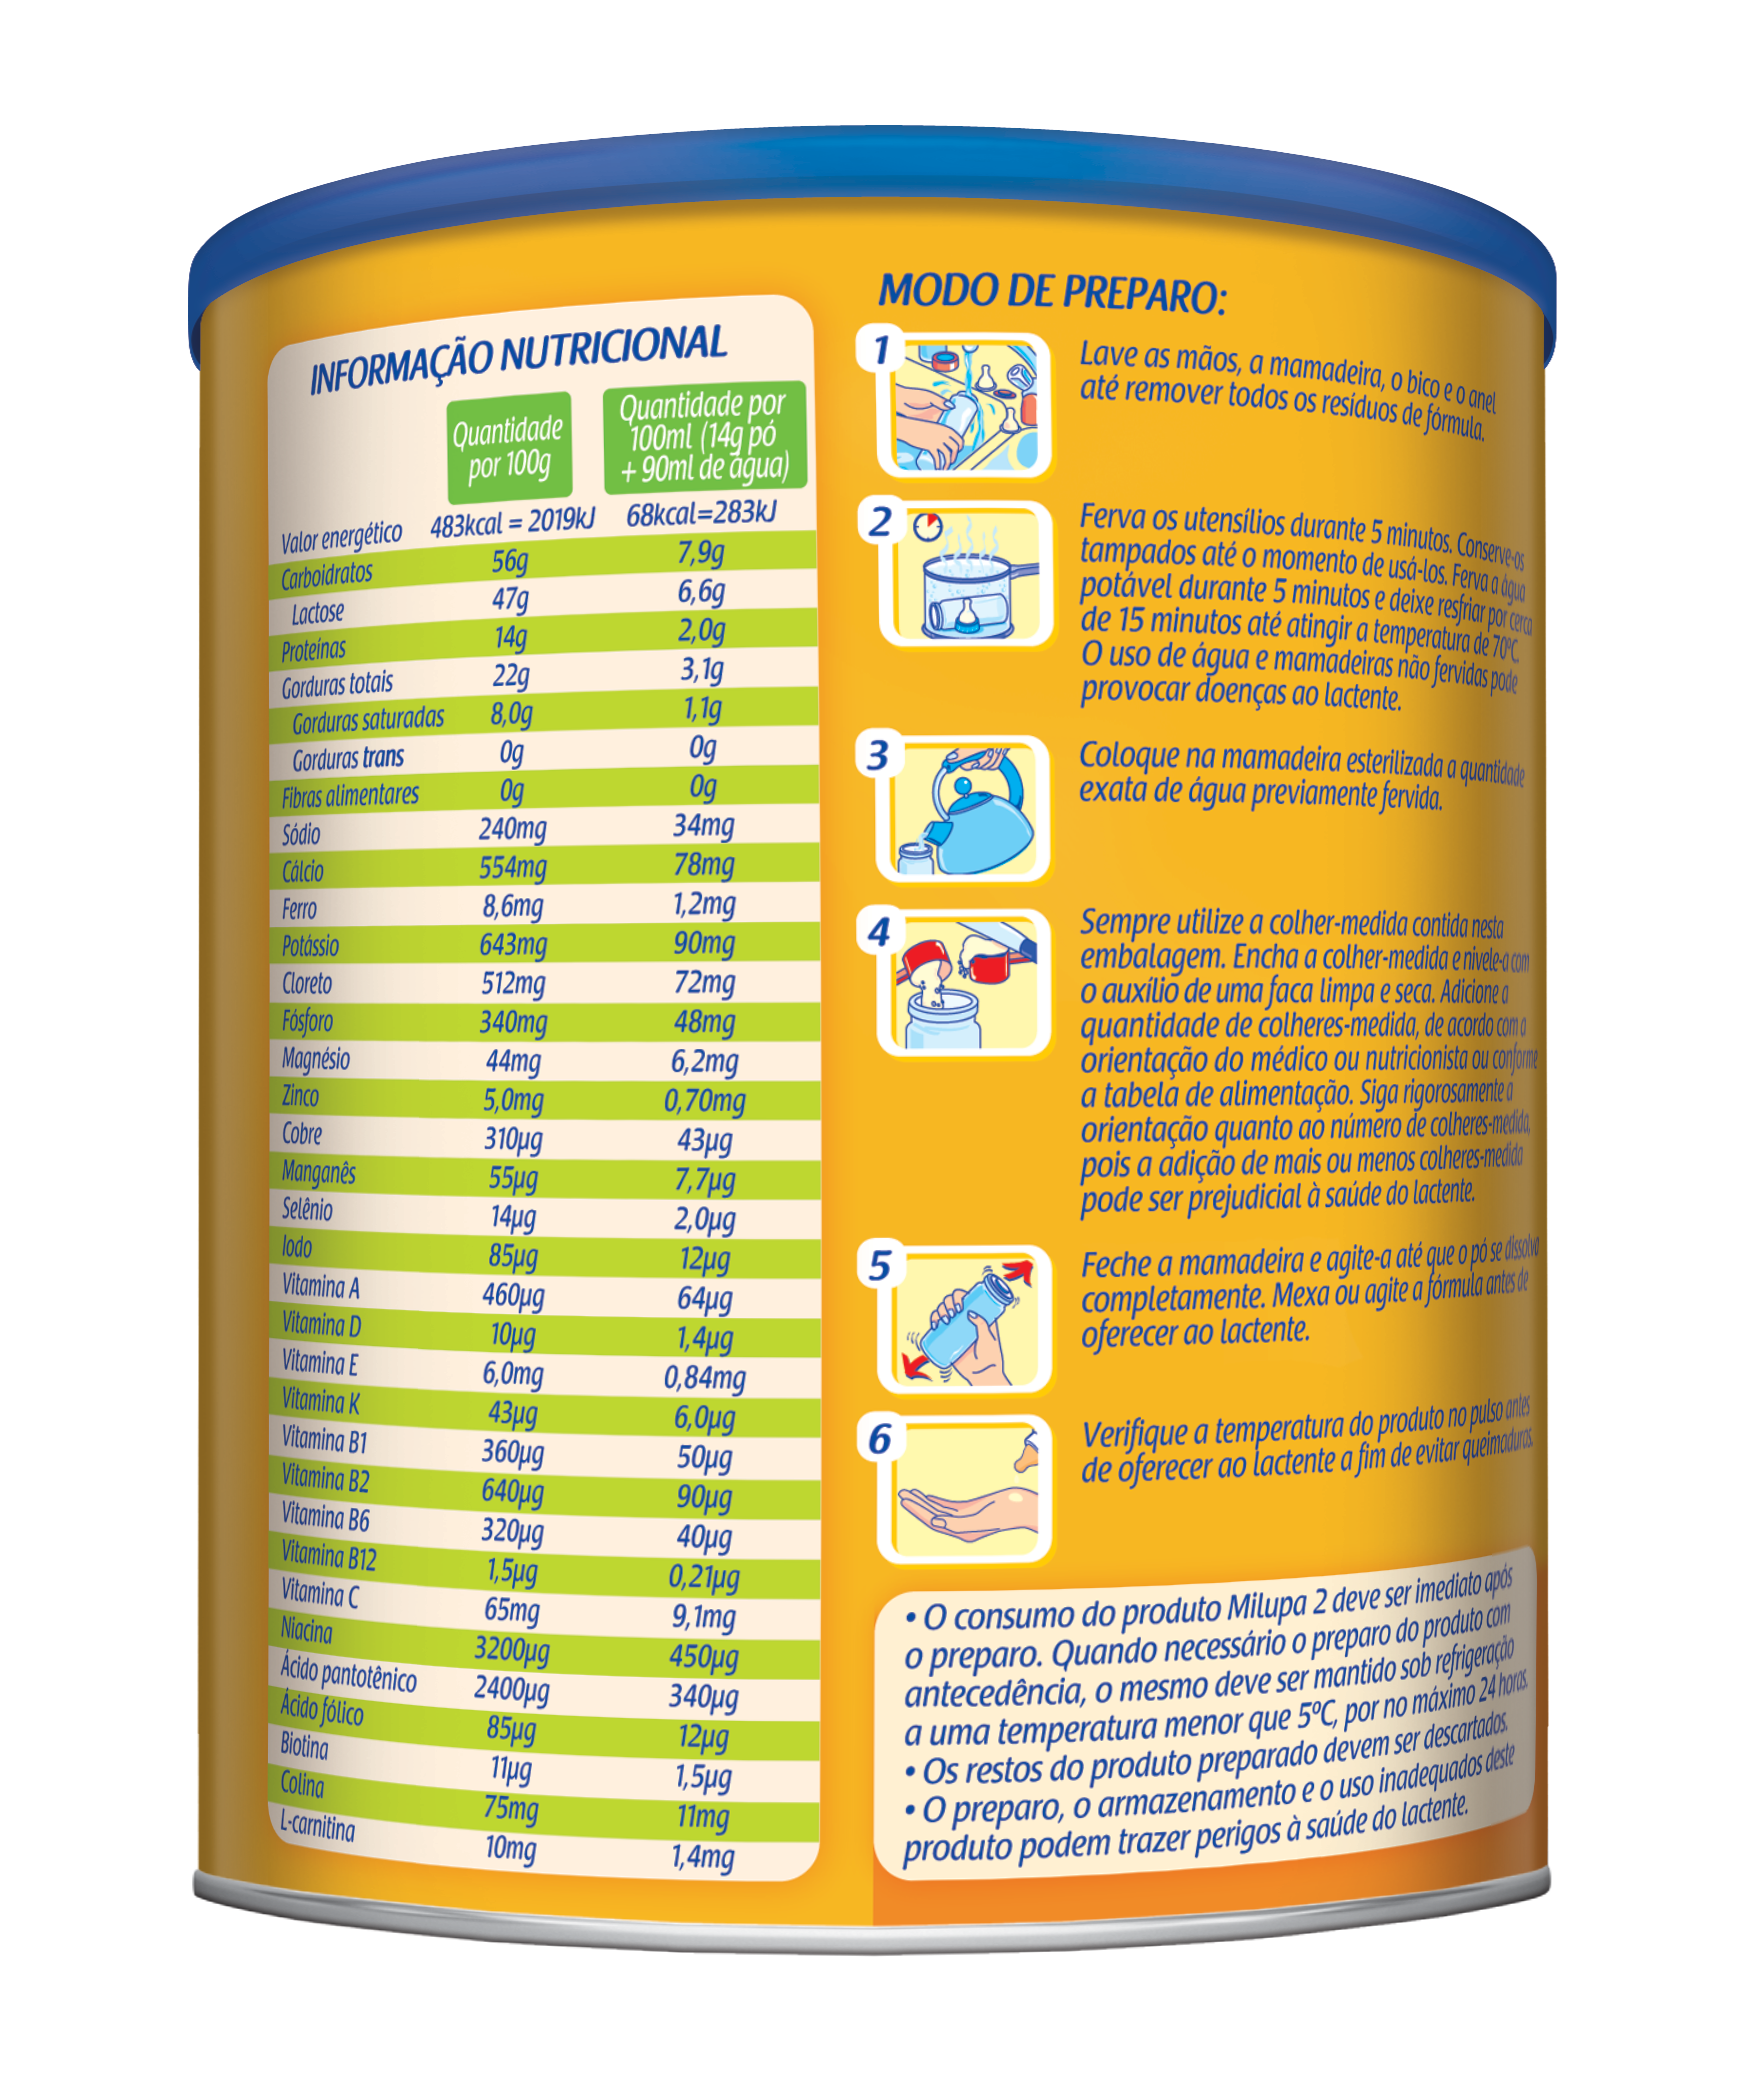 INFORMAÇÃO NUTRICIONAL
Quantidade
por 100g
Quantidade por
100ml (14g pó
+ 90ml de água)
Valor energético 483kcal = 2019kJ 68kcal=283kJ
Carboidratos 56g 7,9g
Lactose 47g 6,6g
Proteínas 14g 2,0g
Gorduras totais 22g 3,1g
Gorduras saturadas 8,0g 1,1g
Gorduras trans 0g 0g
Fibras alimentares 0g 0g
Sódio 240mg 34mg
Cálcio 554mg 78mg
Ferro 8,6mg 1,2mg
Potássio 643mg 90mg
Cloreto 512mg 72mg
Fósforo 340mg 48mg
Magnésio 44mg 6,2mg
Zinco 5,0mg 0,70mg
Cobre 310µg 43µg
Manganês 55µg 7,7µg
Selênio 14µg 2,0µg
Iodo 85µg 12µg
Vitamina A 460µg 64µg
Vitamina D 10µg 1,4µg
Vitamina E 6,0mg 0,84mg
Vitamina K 43µg 6,0µg
Vitamina B1 360µg 50µg
Vitamina B2 640µg 90µg
Vitamina B6 320µg 40µg
Vitamina B12 1,5µg 0,21µg
Vitamina C 65mg 9,1mg
Niacina 3200µg 450µg
Ácido pantotênico 2400µg 340µg
Ácido fólico 85µg 12µg
Biotina 11µg 1,5µg
Colina 75mg 11mg
L-carnitina 10mg 1,4mg
MODO DE PREPARO:
1
Lave as mãos, a mamadeira, o bico e o anel
até remover todos os resíduos de fórmula.
2
Ferva os utensílios durante 5 minutos. Conserve-os
tampados até o momento de usá-los. Ferva a água
potável durante 5 minutos e deixe resfriar por cerca
de 15 minutos até atingir a temperatura de 70ºC.
O uso de água e mamadeiras não fervidas pode
provocar doenças ao lactente.
3
Coloque na mamadeira esterilizada a quantidade
exata de água previamente fervida.
4
Sempre utilize a colher-medida contida nesta
embalagem. Encha a colher-medida e nivele-a com
o auxílio de uma faca limpa e seca. Adicione a
quantidade de colheres-medida, de acordo com a
orientação do médico ou nutricionista ou conforme
a tabela de alimentação. Siga rigorosamente a
orientação quanto ao número de colheres-medida,
pois a adição de mais ou menos colheres-medida
pode ser prejudicial à saúde do lactente.
5
Feche a mamadeira e agite-a até que o pó se dissolva
completamente. Mexa ou agite a fórmula antes de
oferecer ao lactente.
6
Verifique a temperatura do produto no pulso antes
de oferecer ao lactente a fim de evitar queimaduras.
• O consumo do produto Milupa 2 deve ser imediato após
o preparo. Quando necessário o preparo do produto com
antecedência, o mesmo deve ser mantido sob refrigeração
a uma temperatura menor que 5ºC, por no máximo 24 horas.
• Os restos do produto preparado devem ser descartados.
• O preparo, o armazenamento e o uso inadequados deste
produto podem trazer perigos à saúde do lactente.